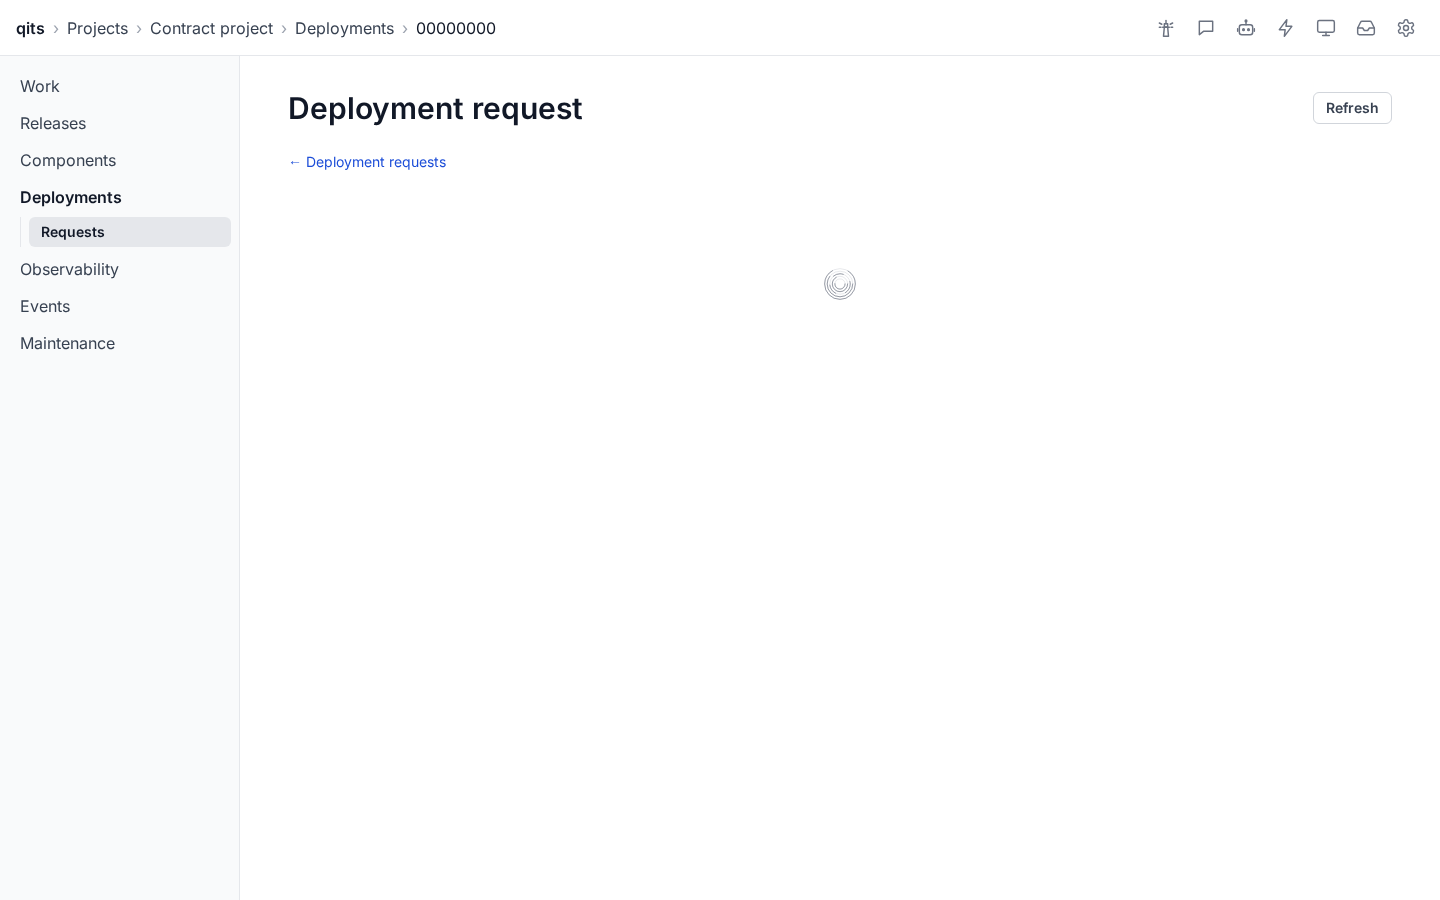 qits › Projects › Contract project › Deployments › 00000000
Work
Releases
Components
Deployments
Requests
Observability
Events
Maintenance
Deployment request
Refresh
← Deployment requests